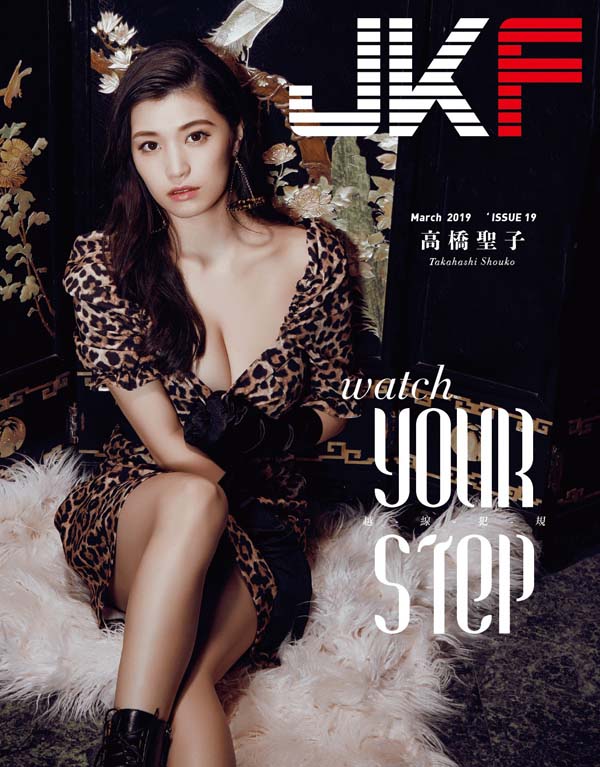 JKF
March 2019 ‘ISSUE 19
高橋聖子
Takahashi Shouko
watch
YOUR
越線犯規
STEP